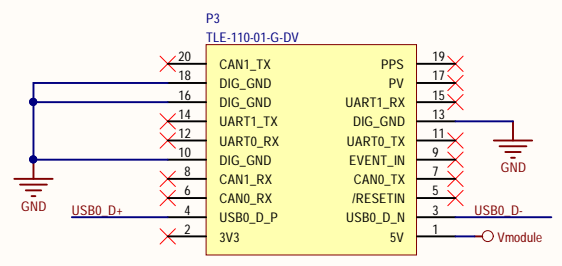 P3
TLE-110-01-G-DV
20 CAN1_TX PPS 19
18 DIG_GND PV 17
16 DIG_GND UART1_RX 15
14 UART1_TX DIG_GND 13
12 UART0_RX UART0_TX 11
10 DIG_GND EVENT_IN 9
8 CAN1_RX CAN0_TX 7
6 CAN0_RX /RESETIN 5
USB0_D+ 4 USB0_D_P USB0_D_N 3 USB0_D-
2 3V3 5V 1 Vmodule
GND
GND